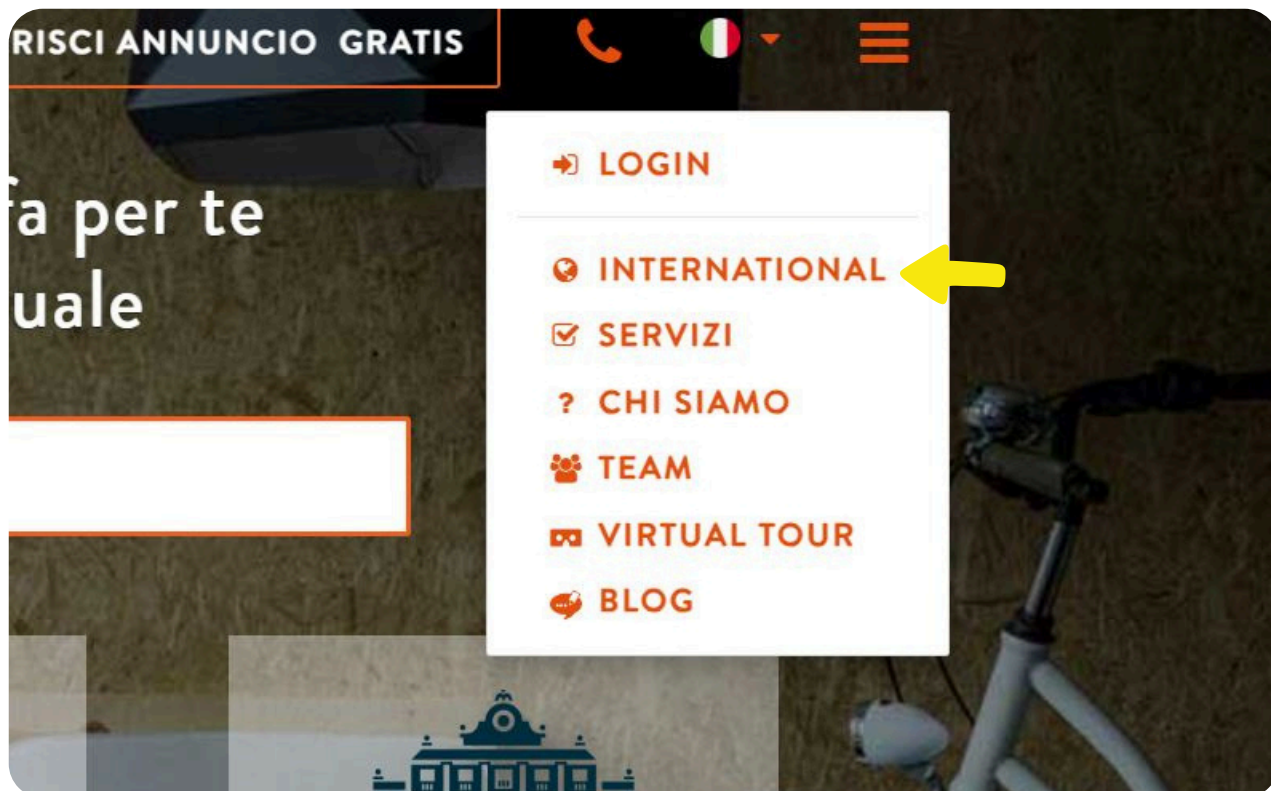 RISCI ANNUNCIO GRATIS
LOGIN
fa per te
uale
INTERNATIONAL
SERVIZI
? CHI SIAMO
TEAM
VIRTUAL TOUR
BLOG